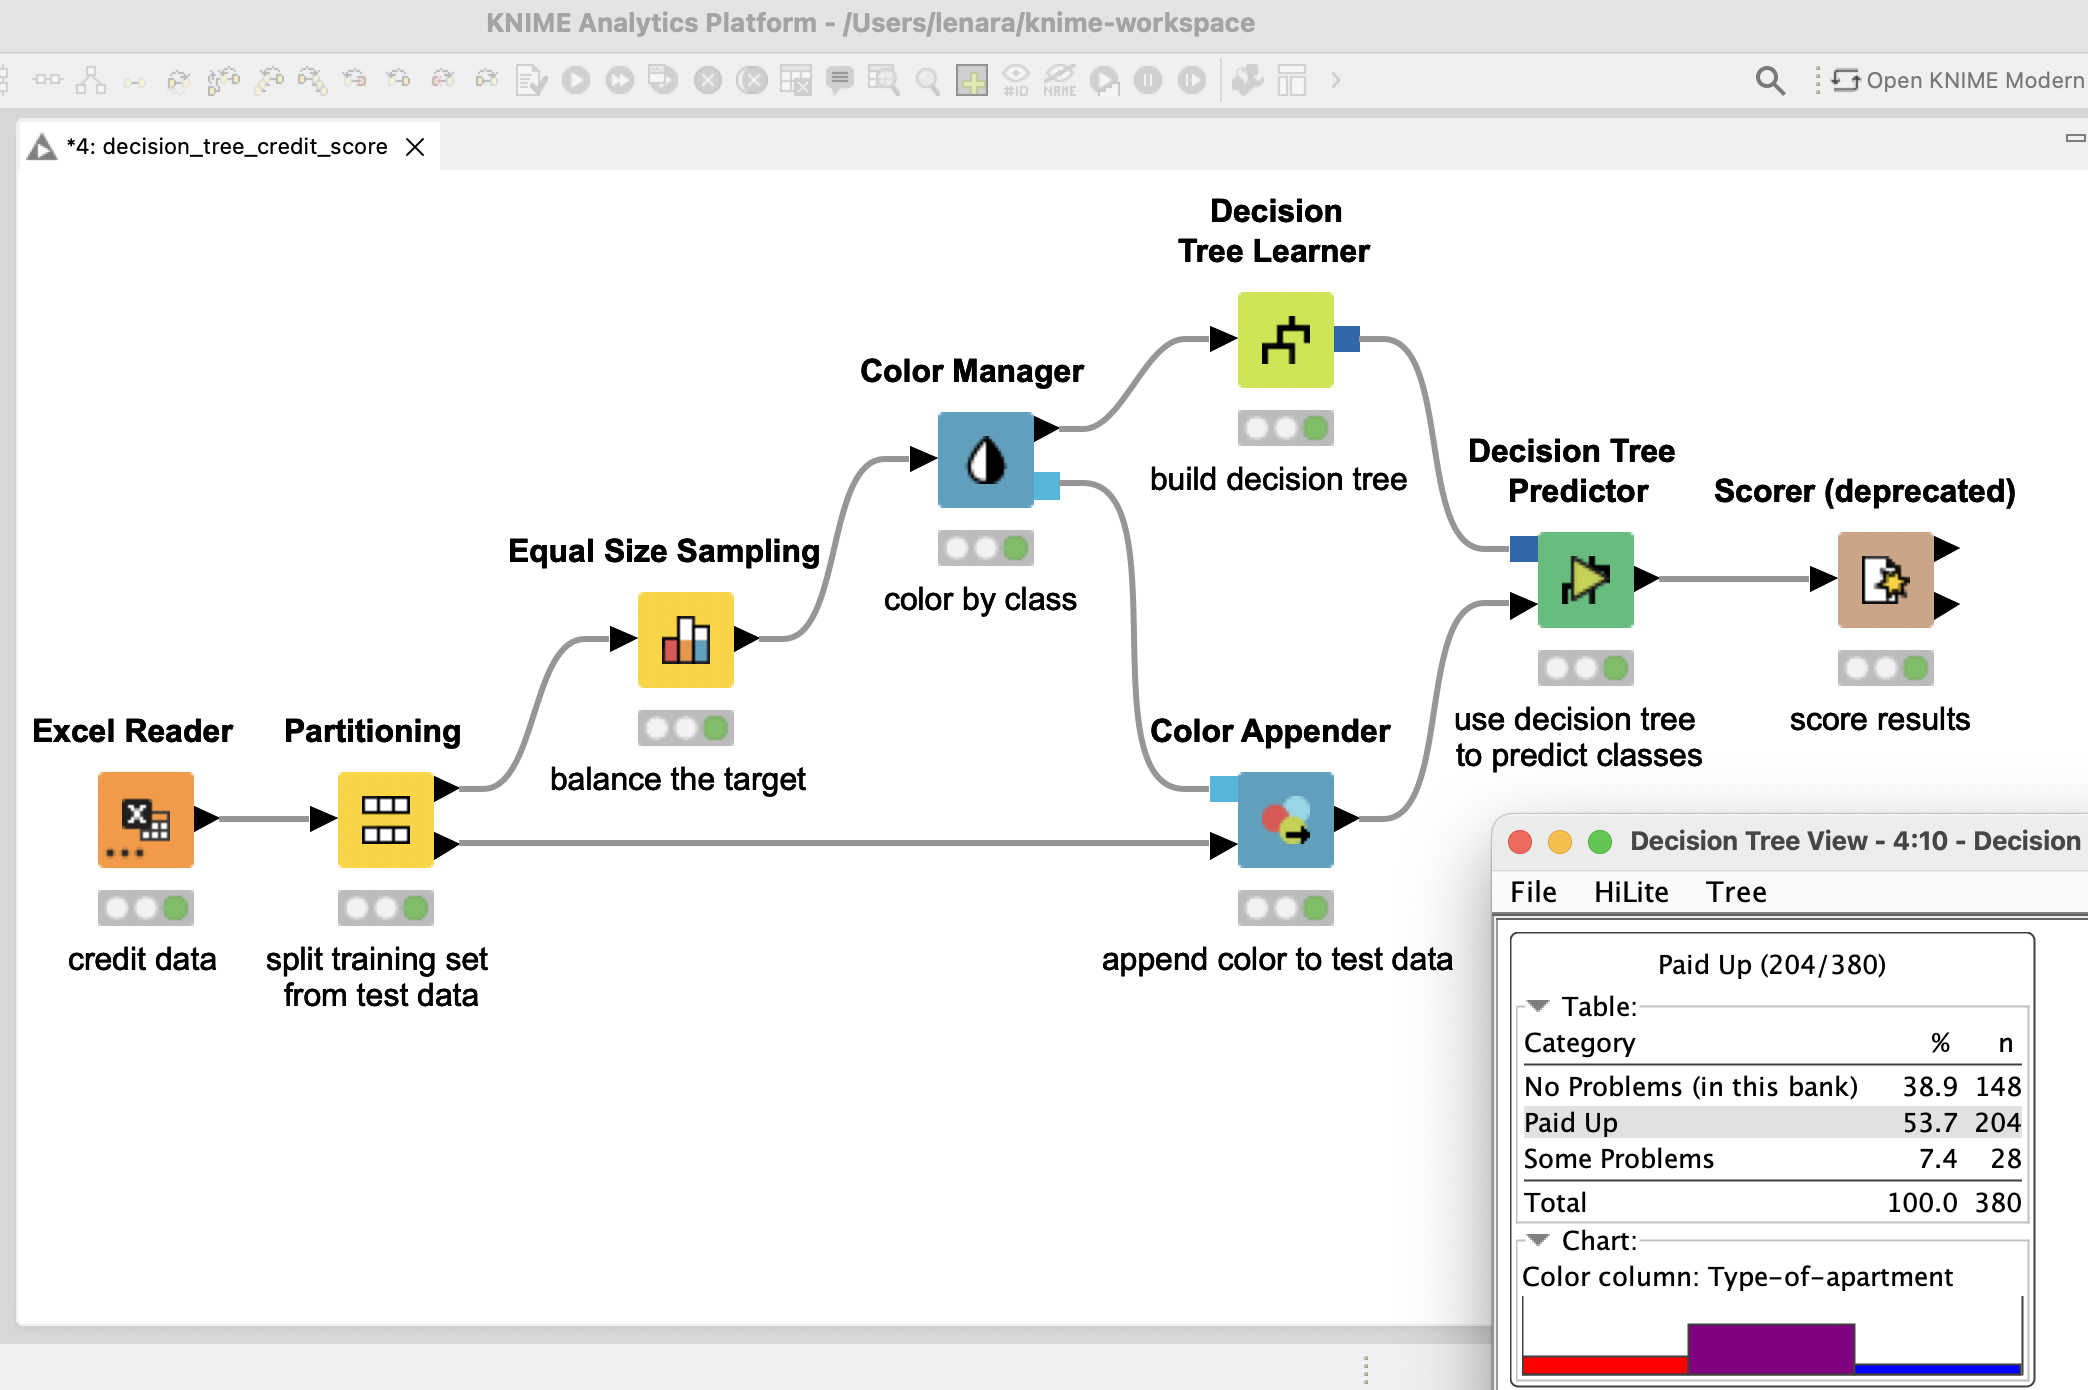 KNIME Analytics Platform - /Users/lenara/knime-workspace
#ID
NAME
Open KNIME Modern
*4: decision_tree_credit_score
Decision
Tree Learner
build decision tree
Color Manager
color by class
Decision Tree
Predictor
use decision tree
to predict classes
Scorer (deprecated)
score results
Equal Size Sampling
balance the target
Excel Reader
credit data
Partitioning
split training set
from test data
Color Appender
append color to test data
Decision Tree View - 4:10 - Decision
File HiLite Tree
Paid Up (204/380)
Table:
Category % n
No Problems (in this bank) 38.9 148
Paid Up 53.7 204
Some Problems 7.4 28
Total 100.0 380
Chart:
Color column: Type-of-apartment